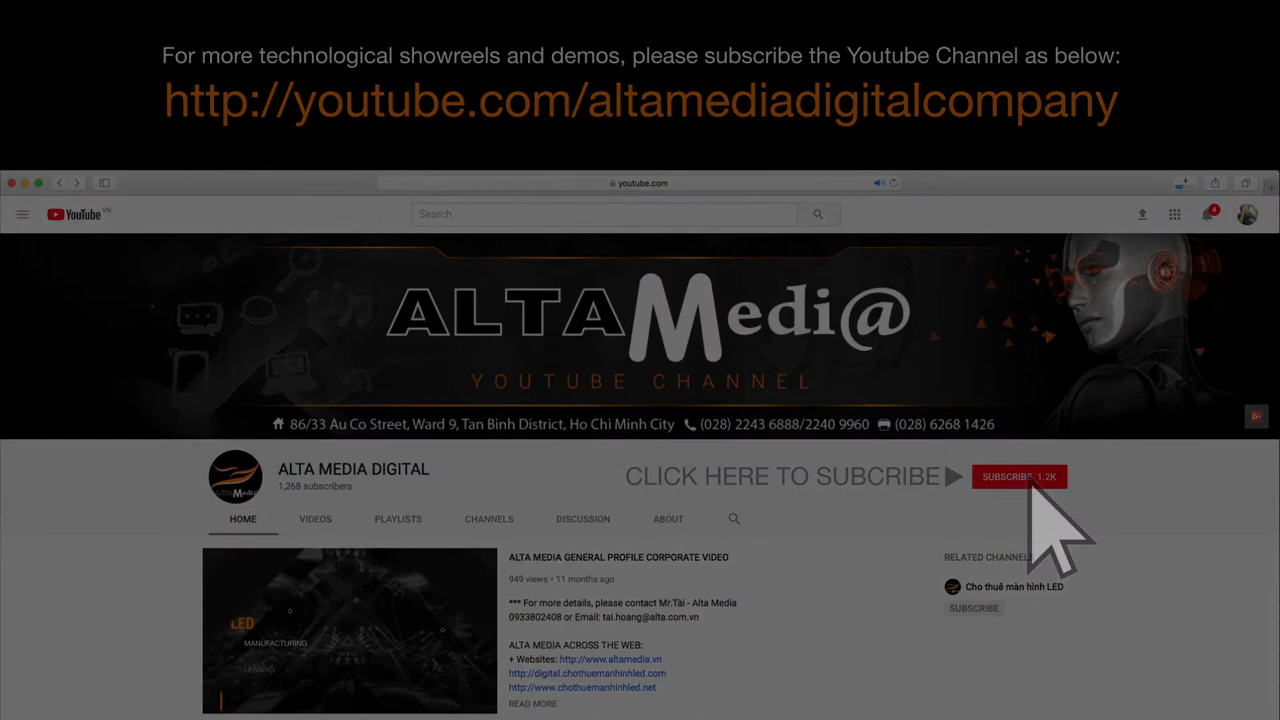 For more technological showreels and demos, please subscribe the Youtube Channel as below:
http://youtube.com/altamediadigitalcompany
youtube.com
YouTube VN
Search
4
ALTA Medi@
YOUTUBE CHANNEL
86/33 Au Co Street, Ward 9, Tan Binh District, Ho Chi Minh City (028) 2243 6888/2240 9960 (028) 6268 1426
G+
ALTA MEDIA DIGITAL
1,268 subscribers
CLICK HERE TO SUBCRIBE
SUBSCRIBE 1.2K
HOME VIDEOS PLAYLISTS CHANNELS DISCUSSION ABOUT
ALTA MEDIA GENERAL PROFILE CORPORATE VIDEO
949 views • 11 months ago
*** For more details, please contact Mr.Tài - Alta Media
0933802408 or Email: tai.hoang@alta.com.vn
ALTA MEDIA ACROSS THE WEB:
+ Websites: http://www.altamedia.vn
http://digital.chothuemanhinhled.com
http://www.chothuemanhinhled.net
READ MORE
LED
MANUFACTURING
LEASING
RELATED CHANNELS
Cho thuê màn hình LED
SUBSCRIBE